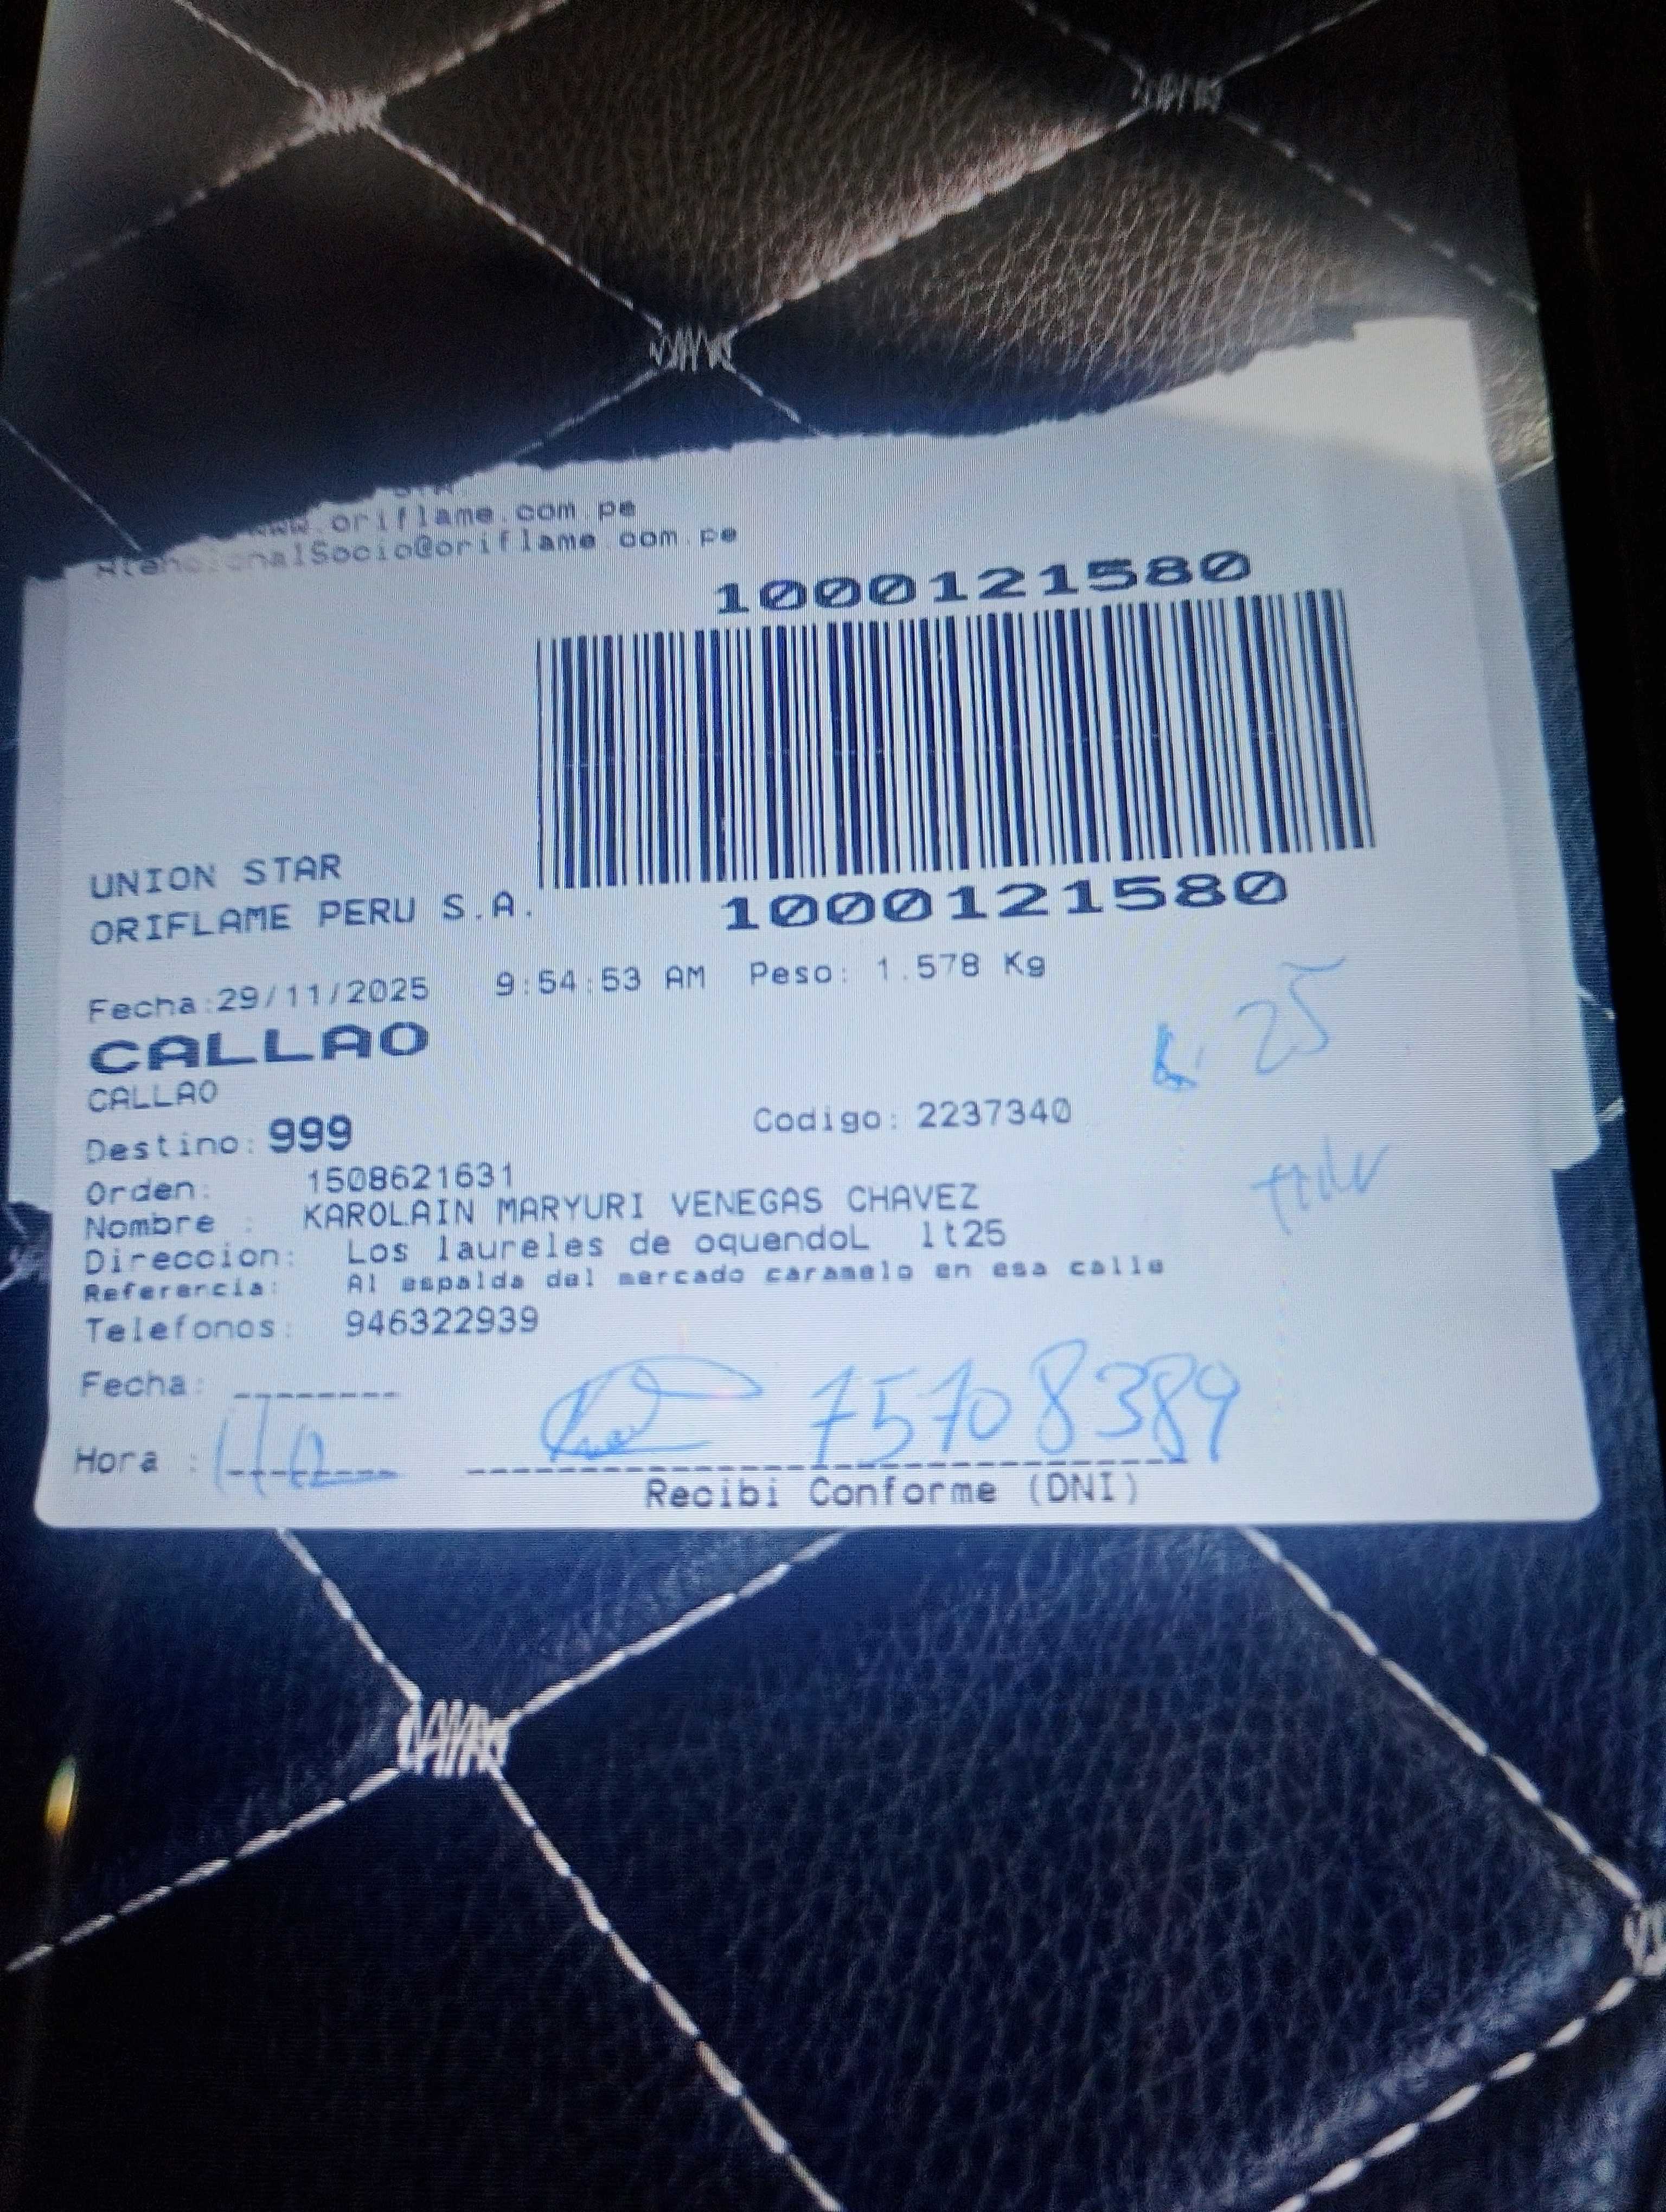 www.oriflame.com.pe
AtencionalSocio@oriflame.com.pe
1000121580
UNION STAR
ORIFLAME PERU S.A.
1000121580
Fecha:29/11/2025 9:54:53 AM Peso: 1.578 Kg
CALLAO
25
CALLAO
Destino: 999 Codigo: 2237340
Orden: 1508621631
Nombre : KAROLAIN MARYURI VENEGAS CHAVEZ
Direccion: Los laureles de oquendoL lt25
Referencia: Al espalda del mercado caramelo en esa calle
Telefonos: 946322939
Fecha:
75708389
Hora :
Recibi Conforme (DNI)